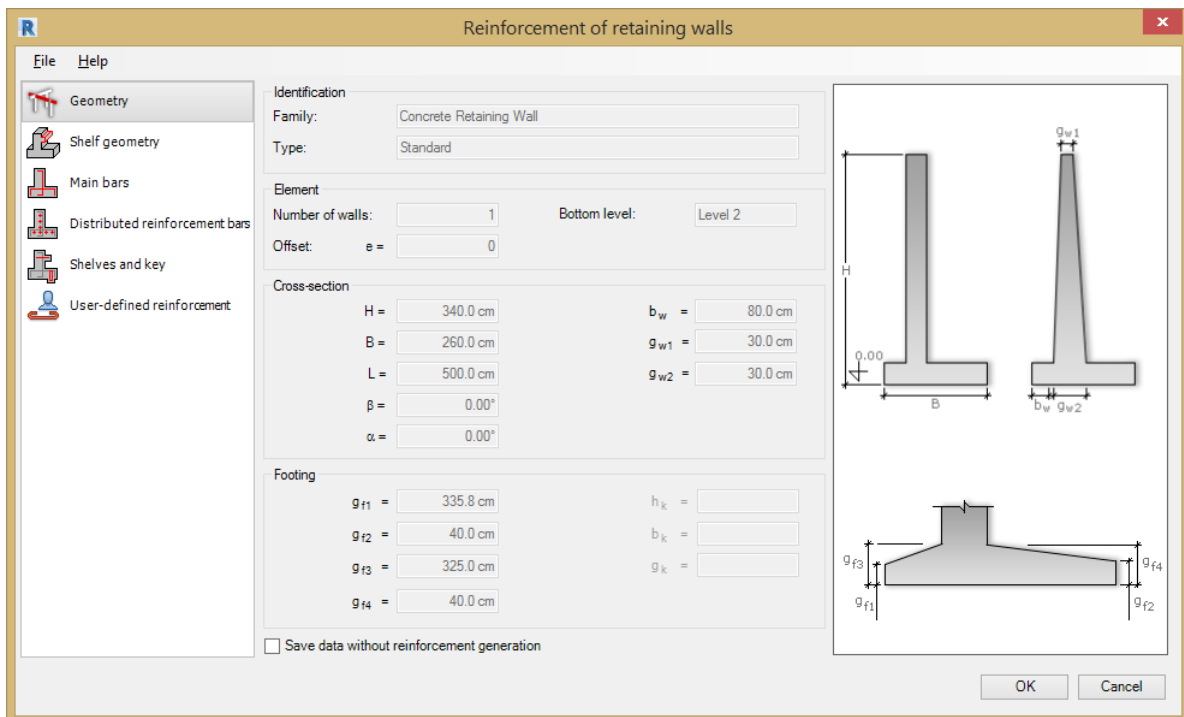 Reinforcement of retaining walls
File Help
Geometry
Shelf geometry
Main bars
Distributed reinforcement bars
Shelves and key
User-defined reinforcement
Identification
Family: Concrete Retaining Wall
Type: Standard
Element
Number of walls: 1 Bottom level: Level 2
Offset: e = 0
Cross-section
H = 340.0 cm bw = 80.0 cm
B = 260.0 cm gw1 = 30.0 cm
L = 500.0 cm gw2 = 30.0 cm
β = 0.00°
α = 0.00°
Footing
gf1 = 335.8 cm hk =
gf2 = 40.0 cm bk =
gf3 = 325.0 cm gk =
gf4 = 40.0 cm
Save data without reinforcement generation
gw1
H
0.00
B bw gw2
gf3 gf4
gf1 gf2
OK Cancel